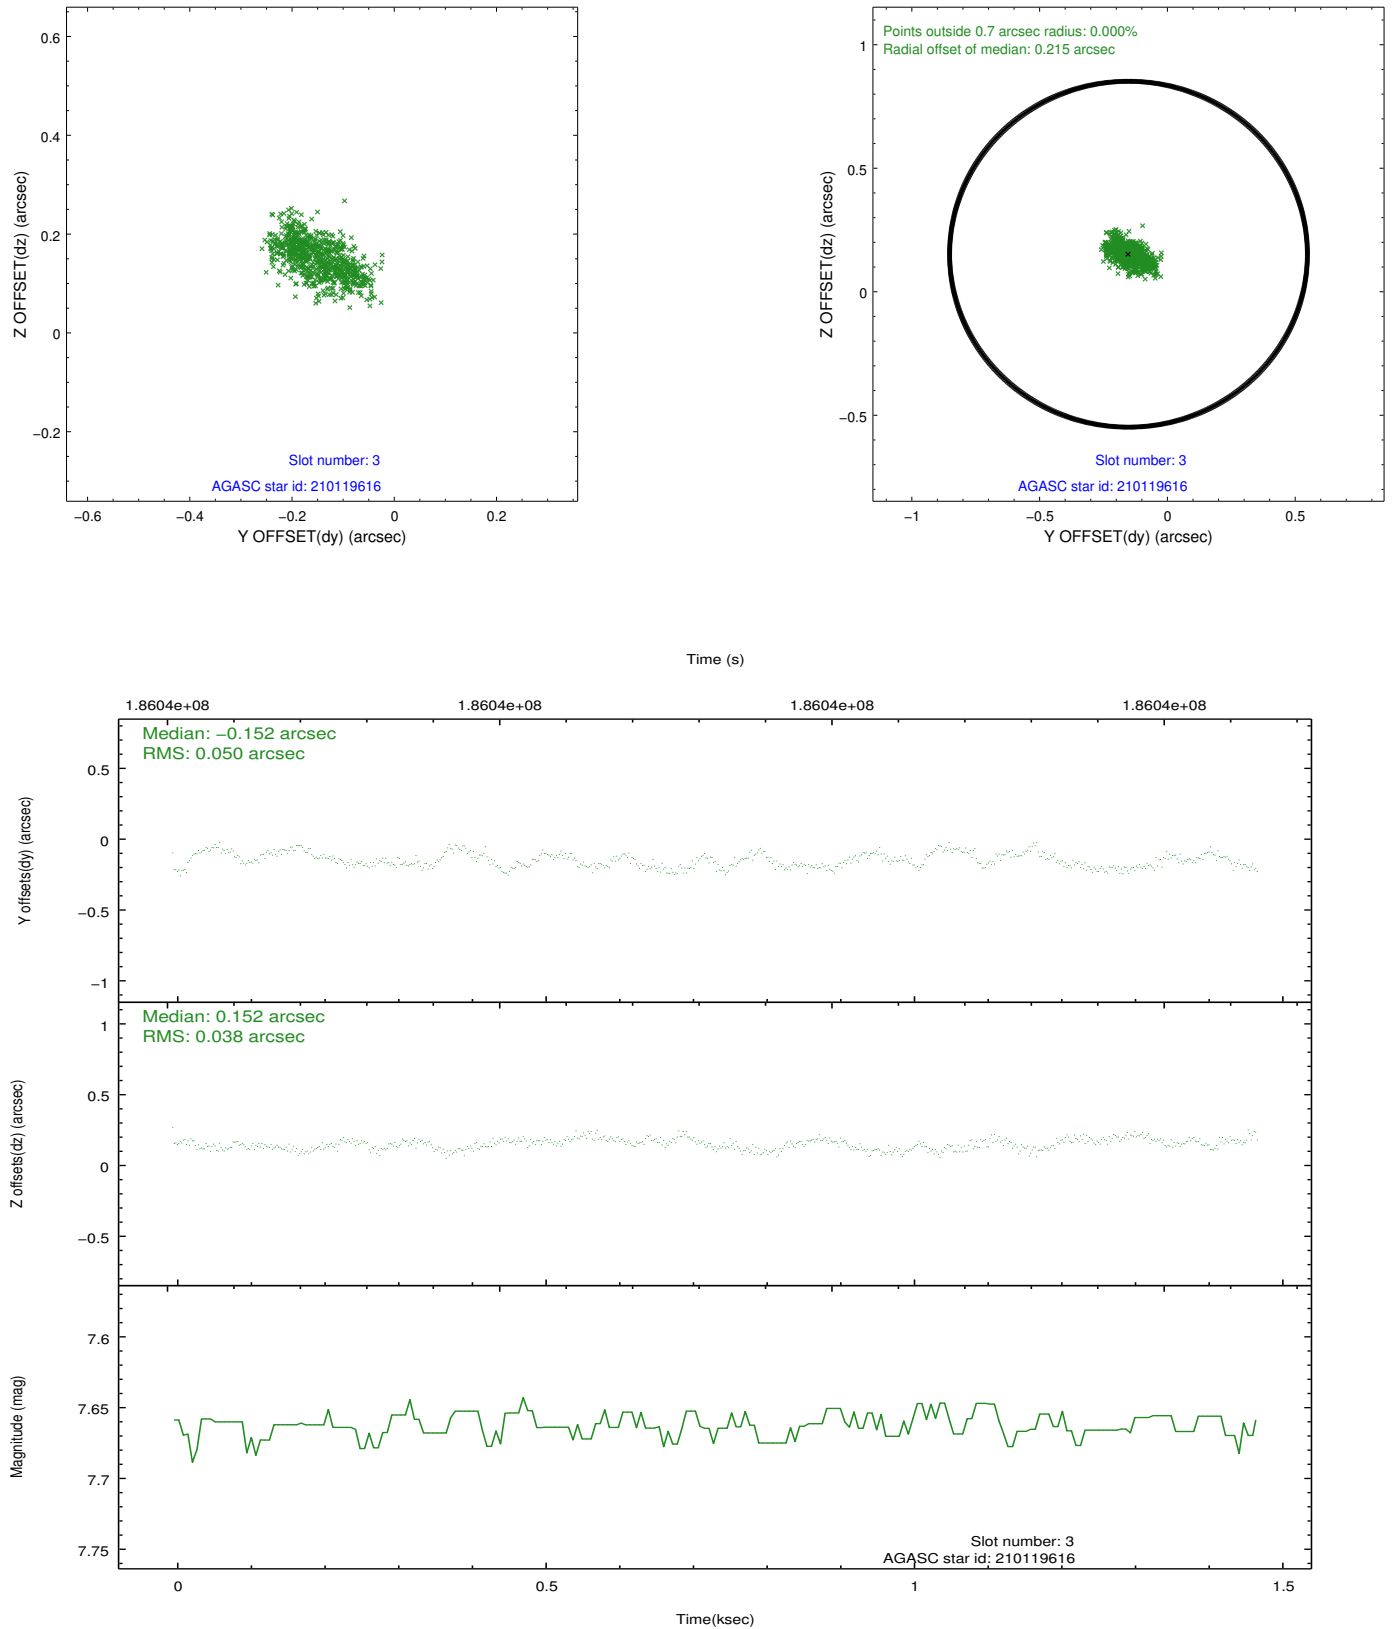 0.6
0.4
0.2
0
−0.2
Z OFFSET(dz) (arcsec)
Slot number: 3
AGASC star id: 210119616
−0.6
−0.4
−0.2
0
0.2
Y OFFSET(dy) (arcsec)
Points outside 0.7 arcsec radius: 0.000%
Radial offset of median: 0.215 arcsec
1
0.5
0
−0.5
Z OFFSET(dz) (arcsec)
Slot number: 3
AGASC star id: 210119616
−1
−0.5
0
0.5
Y OFFSET(dy) (arcsec)
Time (s)
1.8604e+08
1.8604e+08
1.8604e+08
1.8604e+08
Median: −0.152 arcsec
RMS: 0.050 arcsec
0.5
0
−0.5
−1
Y offsets(dy) (arcsec)
Median: 0.152 arcsec
RMS: 0.038 arcsec
1
0.5
0
−0.5
Z offsets(dz) (arcsec)
7.6
7.65
7.7
7.75
Magnitude (mag)
Slot number: 3
AGASC star id: 210119616
0
0.5
1
1.5
Time(ksec)